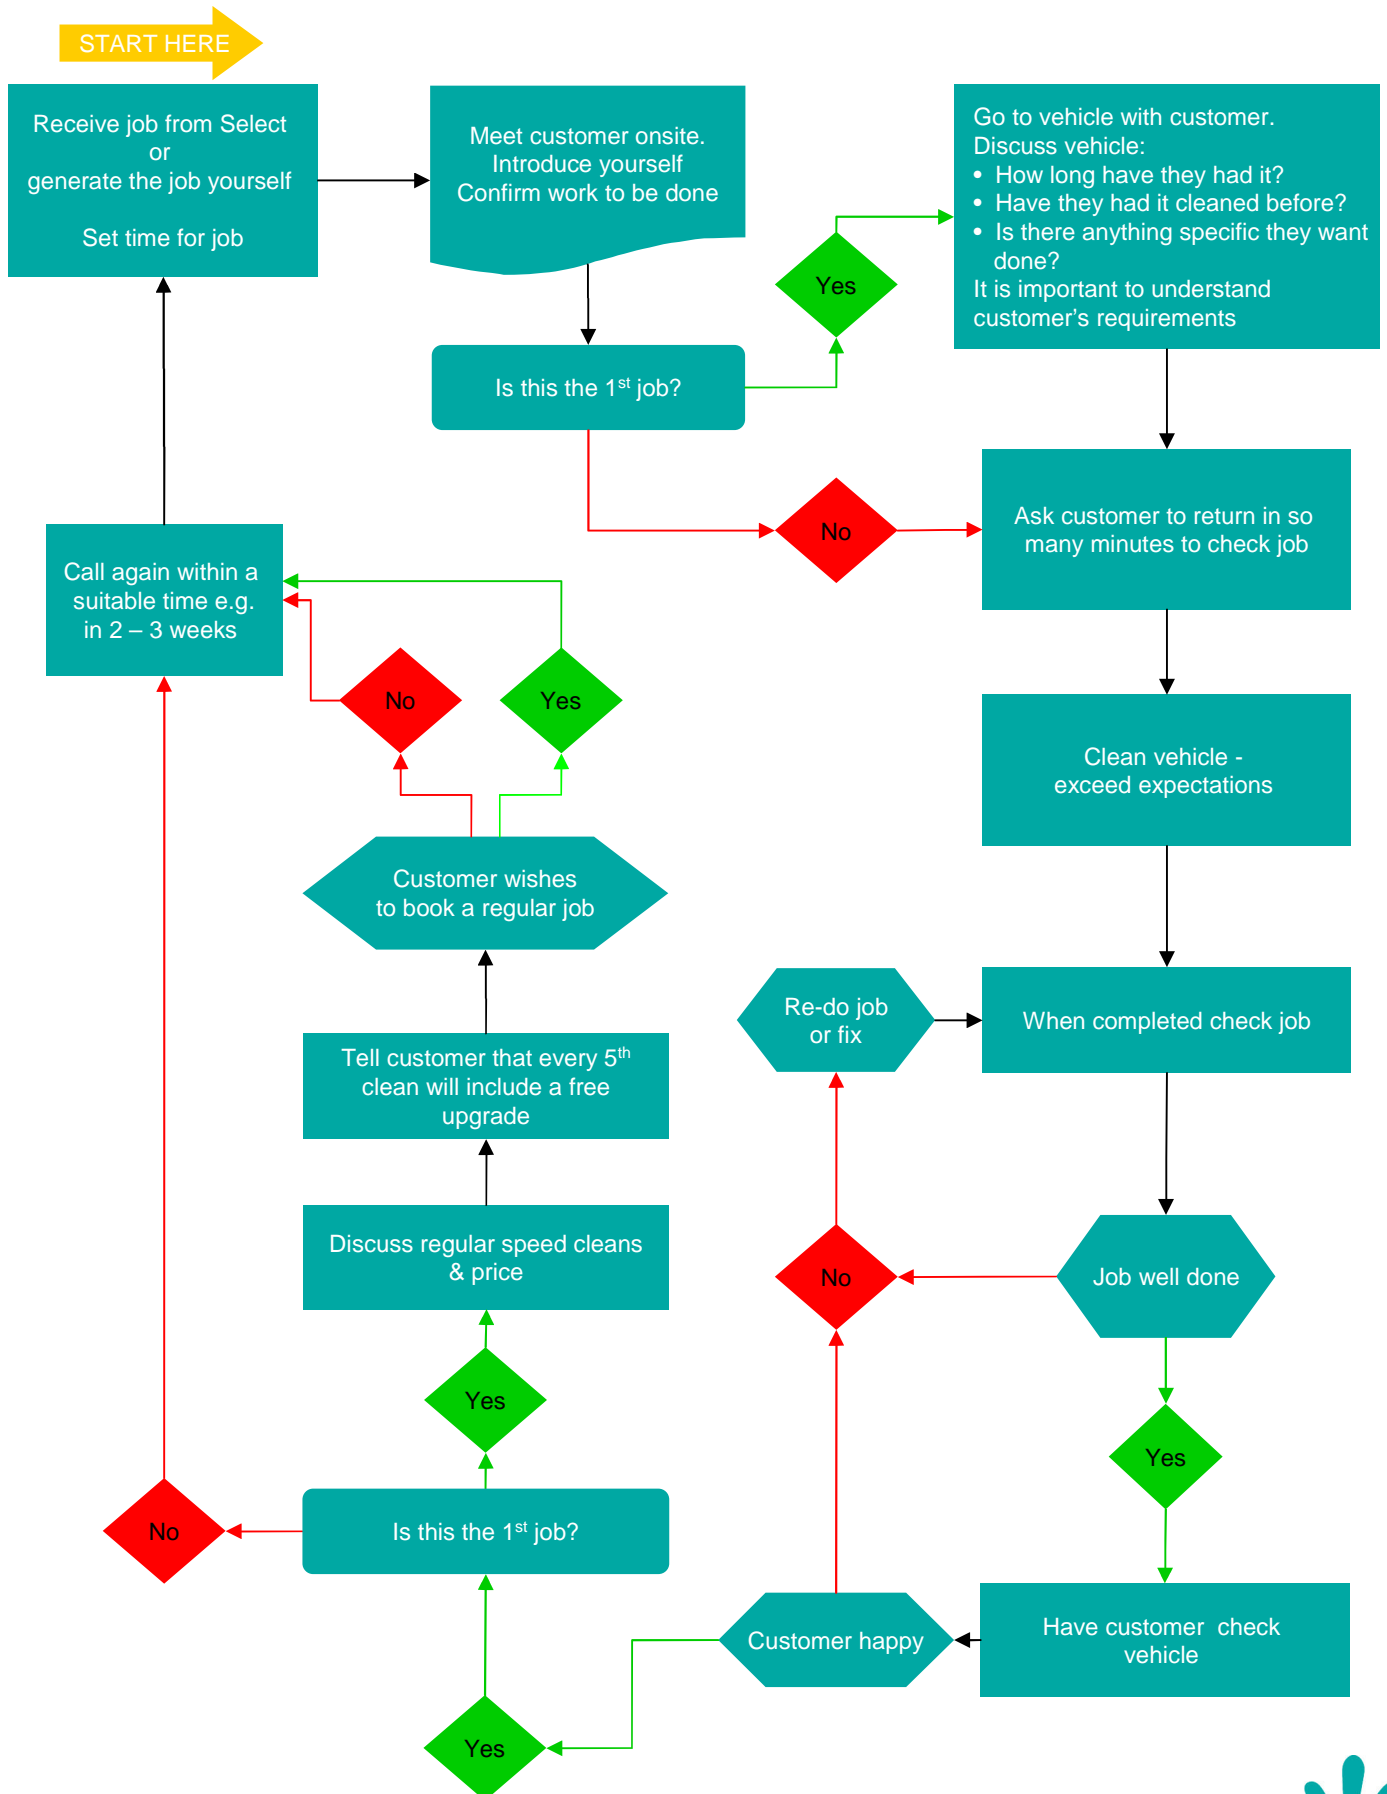 START HERE
Receive job from Select
or
generate the job yourself
Set time for job
Meet customer onsite.
Introduce yourself
Confirm work to be done
Go to vehicle with customer.
Discuss vehicle:
• How long have they had it?
• Have they had it cleaned before?
• Is there anything specific they want
done?
It is important to understand
customer's requirements
Yes
Is this the 1st job?
No
Ask customer to return in so
many minutes to check job
Call again within a
suitable time e.g.
in 2 – 3 weeks
No
Yes
Clean vehicle -
exceed expectations
Customer wishes
to book a regular job
Re-do job
or fix
When completed check job
Tell customer that every 5th
clean will include a free
upgrade
Discuss regular speed cleans
& price
No
Job well done
Yes
Yes
No
Is this the 1st job?
Customer happy
Have customer  check
vehicle
Yes